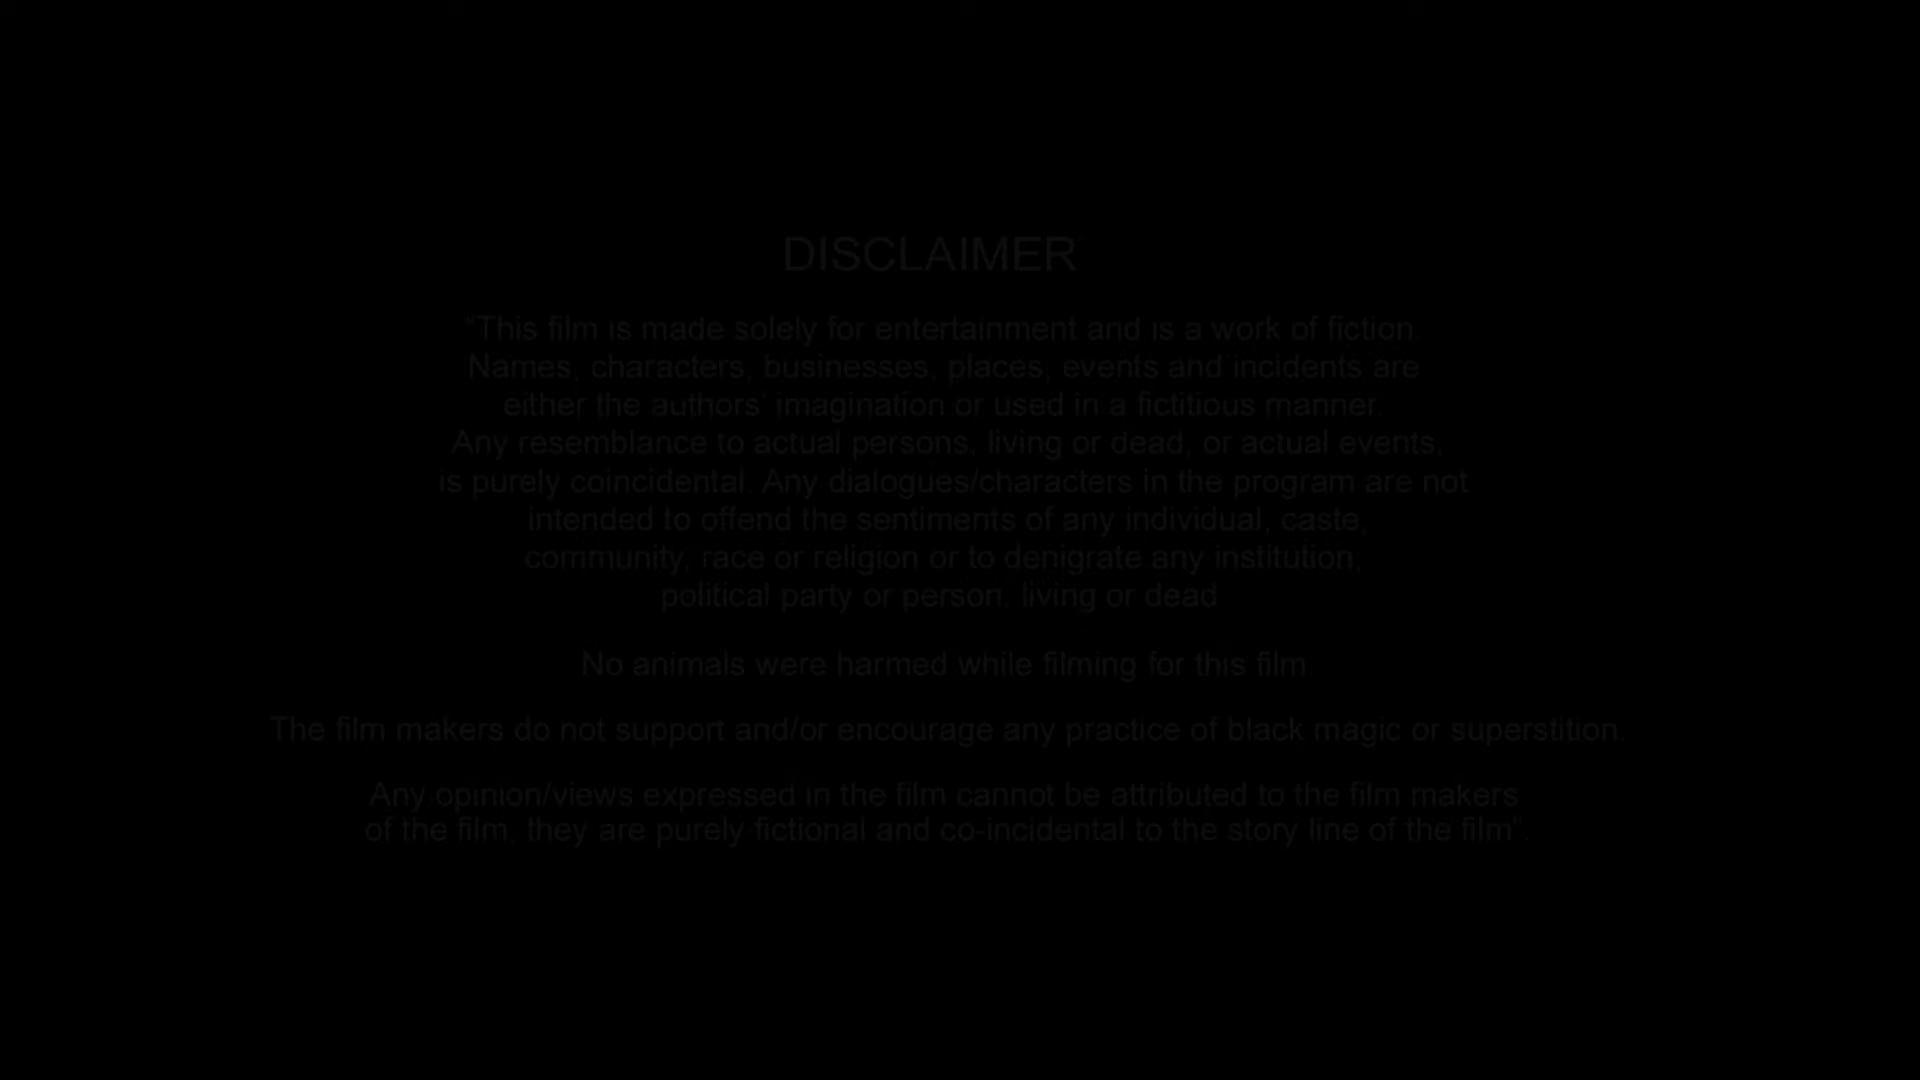 DISCLAIMER
"This film is made solely for entertainment and is a work of fiction.
Names, characters, businesses, places, events and incidents are
either the authors' imagination or used in a fictitious manner.
Any resemblance to actual persons, living or dead, or actual events,
is purely coincidental. Any dialogues/characters in the program are not
intended to offend the sentiments of any individual, caste,
community, race or religion or to denigrate any institution,
political party or person, living or dead
No animals were harmed while filming for this film.
The film makers do not support and/or encourage any practice of black magic or superstition.
Any opinion/views expressed in the film cannot be attributed to the film makers
of the film, they are purely fictional and co-incidental to the story line of the film".